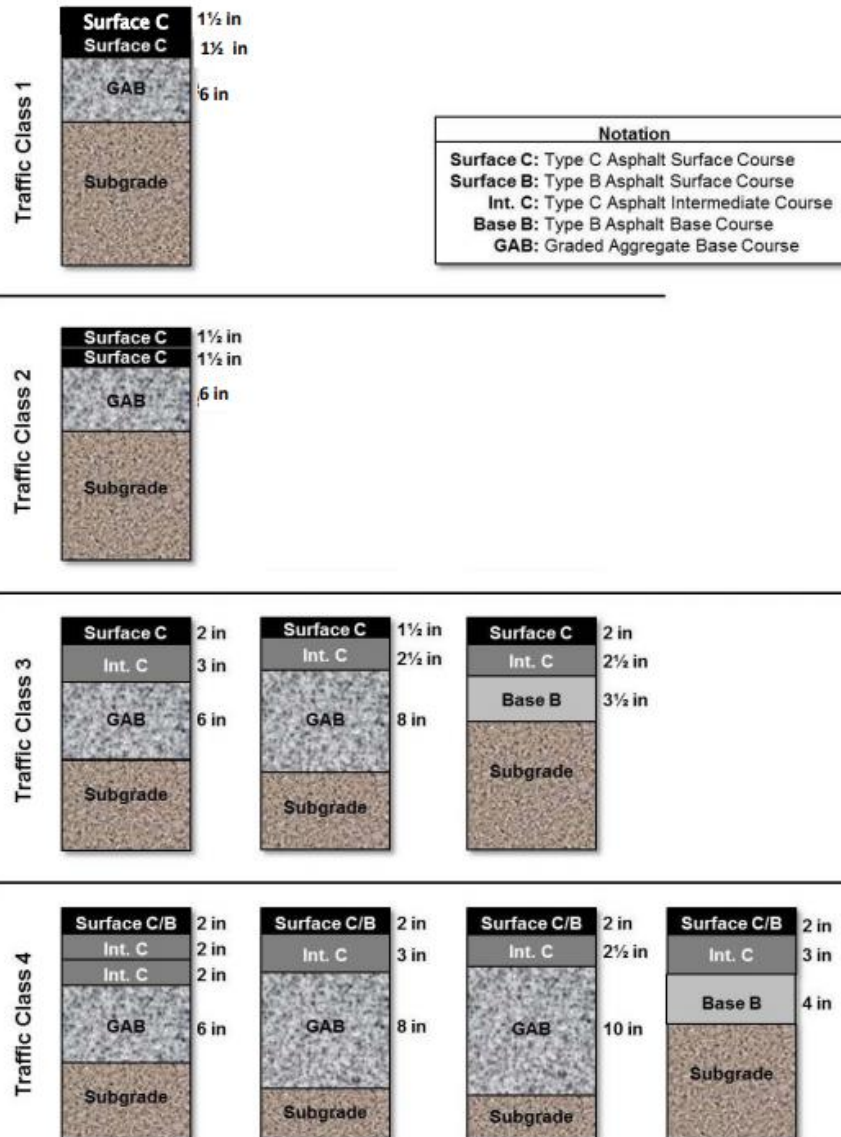 Traffic Class 1
Surface C 1½ in
Surface C 1½ in
GAB 6 in
Subgrade
Notation
Surface C: Type C Asphalt Surface Course
Surface B: Type B Asphalt Surface Course
Int. C: Type C Asphalt Intermediate Course
Base B: Type B Asphalt Base Course
GAB: Graded Aggregate Base Course
Traffic Class 2
Surface C 1½ in
Surface C 1½ in
GAB 6 in
Subgrade
Traffic Class 3
Surface C 2 in
Int. C 3 in
GAB 6 in
Subgrade
Surface C 1½ in
Int. C 2½ in
GAB 8 in
Subgrade
Surface C 2 in
Int. C 2½ in
Base B 3½ in
Subgrade
Traffic Class 4
Surface C/B 2 in
Int. C 2 in
Int. C 2 in
GAB 6 in
Subgrade
Surface C/B 2 in
Int. C 3 in
GAB 8 in
Subgrade
Surface C/B 2 in
Int. C 2½ in
GAB 10 in
Subgrade
Surface C/B 2 in
Int. C 3 in
Base B 4 in
Subgrade